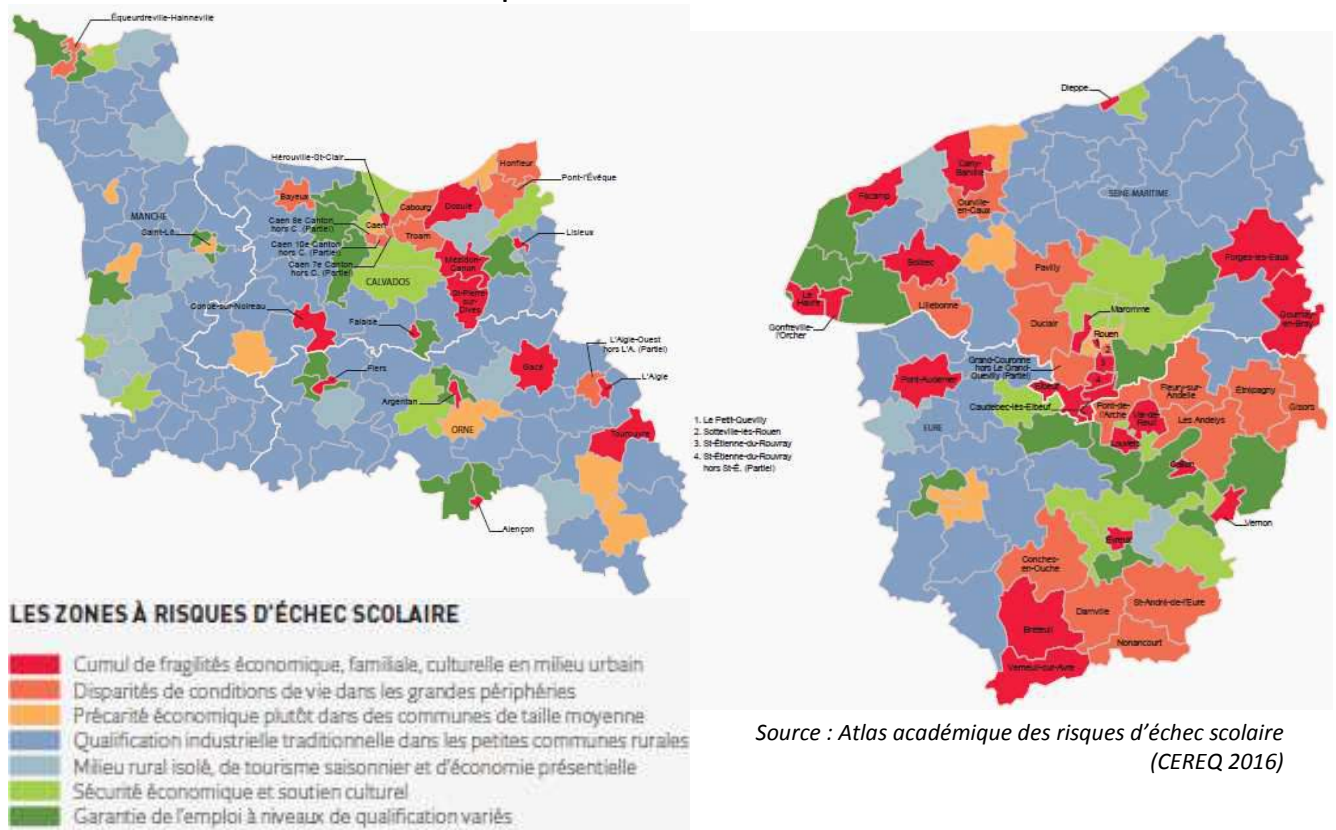 Équeurdreville-Hainneville
Hérouville-St-Clair
Honfleur
Pont-l'Évêque
Bayeux
Cabourg
Dozulé
MANCHE
Caen 8e Canton
hors C. (Partiel)
Caen
Troarn
Saint-Lô
Caen 10e Canton
hors C. (Partiel)
Lisieux
Caen 7e Canton
hors C. (Partiel)
Mézidon-
Canon
CALVADOS
St-Pierre-
sur-
Dives
Condé-sur-Noireau
Falaise
L'Aigle-Ouest
hors L'A. (Partiel)
Gacé
Flers
L'Aigle
Argentan
ORNE
Tourouvre
Alençon
Dieppe
Cany-
Barville
SEINE-MARITIME
Fécamp
Ourville-
en-Caux
Forges-les-Eaux
Bolbec
Pavilly
Le
Havre
Lillebonne
Gournay-
en-Bray
Duclair
Maromme
Gonfreville-
l'Orcher
Rouen
Grand-Couronne
hors Le Grand-
Quevilly (Partiel)
Pont-Audemer
Elbeuf
Fleury-sur-
Andelle
Étrépagny
Caudebec-lès-Elbeuf
Pont-de-
l'Arche
Val-de-
Reuil
Les Andelys
Gisors
EURE
Louviers
Gaillon
Vernon
Évreux
Conches-
en-Ouche
St-André-de-l'Eure
Damville
Breteuil
Nonancourt
Verneuil-sur-Avre
1. Le Petit-Quevilly
2. Sotteville-lès-Rouen
3. St-Étienne-du-Rouvray
4. St-Étienne-du-Rouvray
hors St-É. (Partiel)
LES ZONES À RISQUES D'ÉCHEC SCOLAIRE
Cumul de fragilités économique, familiale, culturelle en milieu urbain
Disparités de conditions de vie dans les grandes périphéries
Précarité économique plutôt dans des communes de taille moyenne
Qualification industrielle traditionnelle dans les petites communes rurales
Milieu rural isolé, de tourisme saisonnier et d'économie présentielle
Sécurité économique et soutien culturel
Garantie de l'emploi à niveaux de qualification variés
Source : Atlas académique des risques d'échec scolaire
(CEREQ 2016)